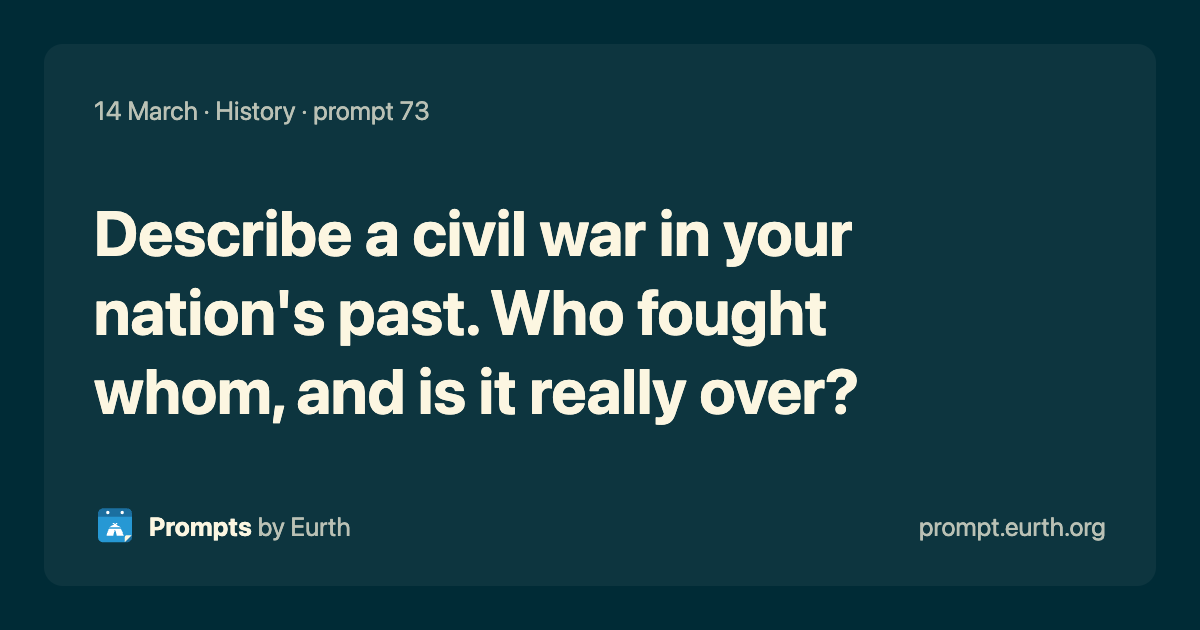 14 March · History · prompt 73
Describe a civil war in your
nation's past. Who fought
whom, and is it really over?
Prompts by Eurth
prompt.eurth.org